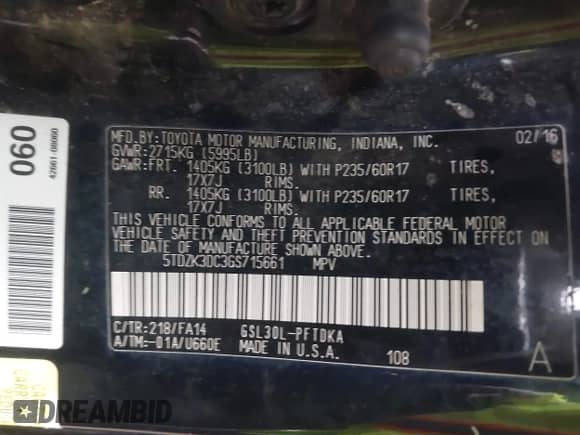 MFD.BY:TOYOTA MOTOR MANUFACTURING, INDIANA, INC. 02/16
GVWR:2715KG (5995LB)
GAWR:FRT. 1405KG (3100LB) WITH P235/60R17 TIRES,
17X7J RIMS.
RR. 1405KG (3100LB) WITH P235/60R17 TIRES,
17X7J RIMS.
THIS VEHICLE CONFORMS TO ALL APPLICABLE FEDERAL MOTOR
VEHICLE SAFETY AND THEFT PREVENTION STANDARDS IN EFFECT
ON THE DATE OF MANUFACTURE SHOWN ABOVE.
5TDZK3DC3GS715661 MPV
C/TR:218/FA14 GSL30L-PFTDKA
A/TM:-01A/U660E MADE IN U.S.A. 108
A
060
42661-08060
DREAMBID